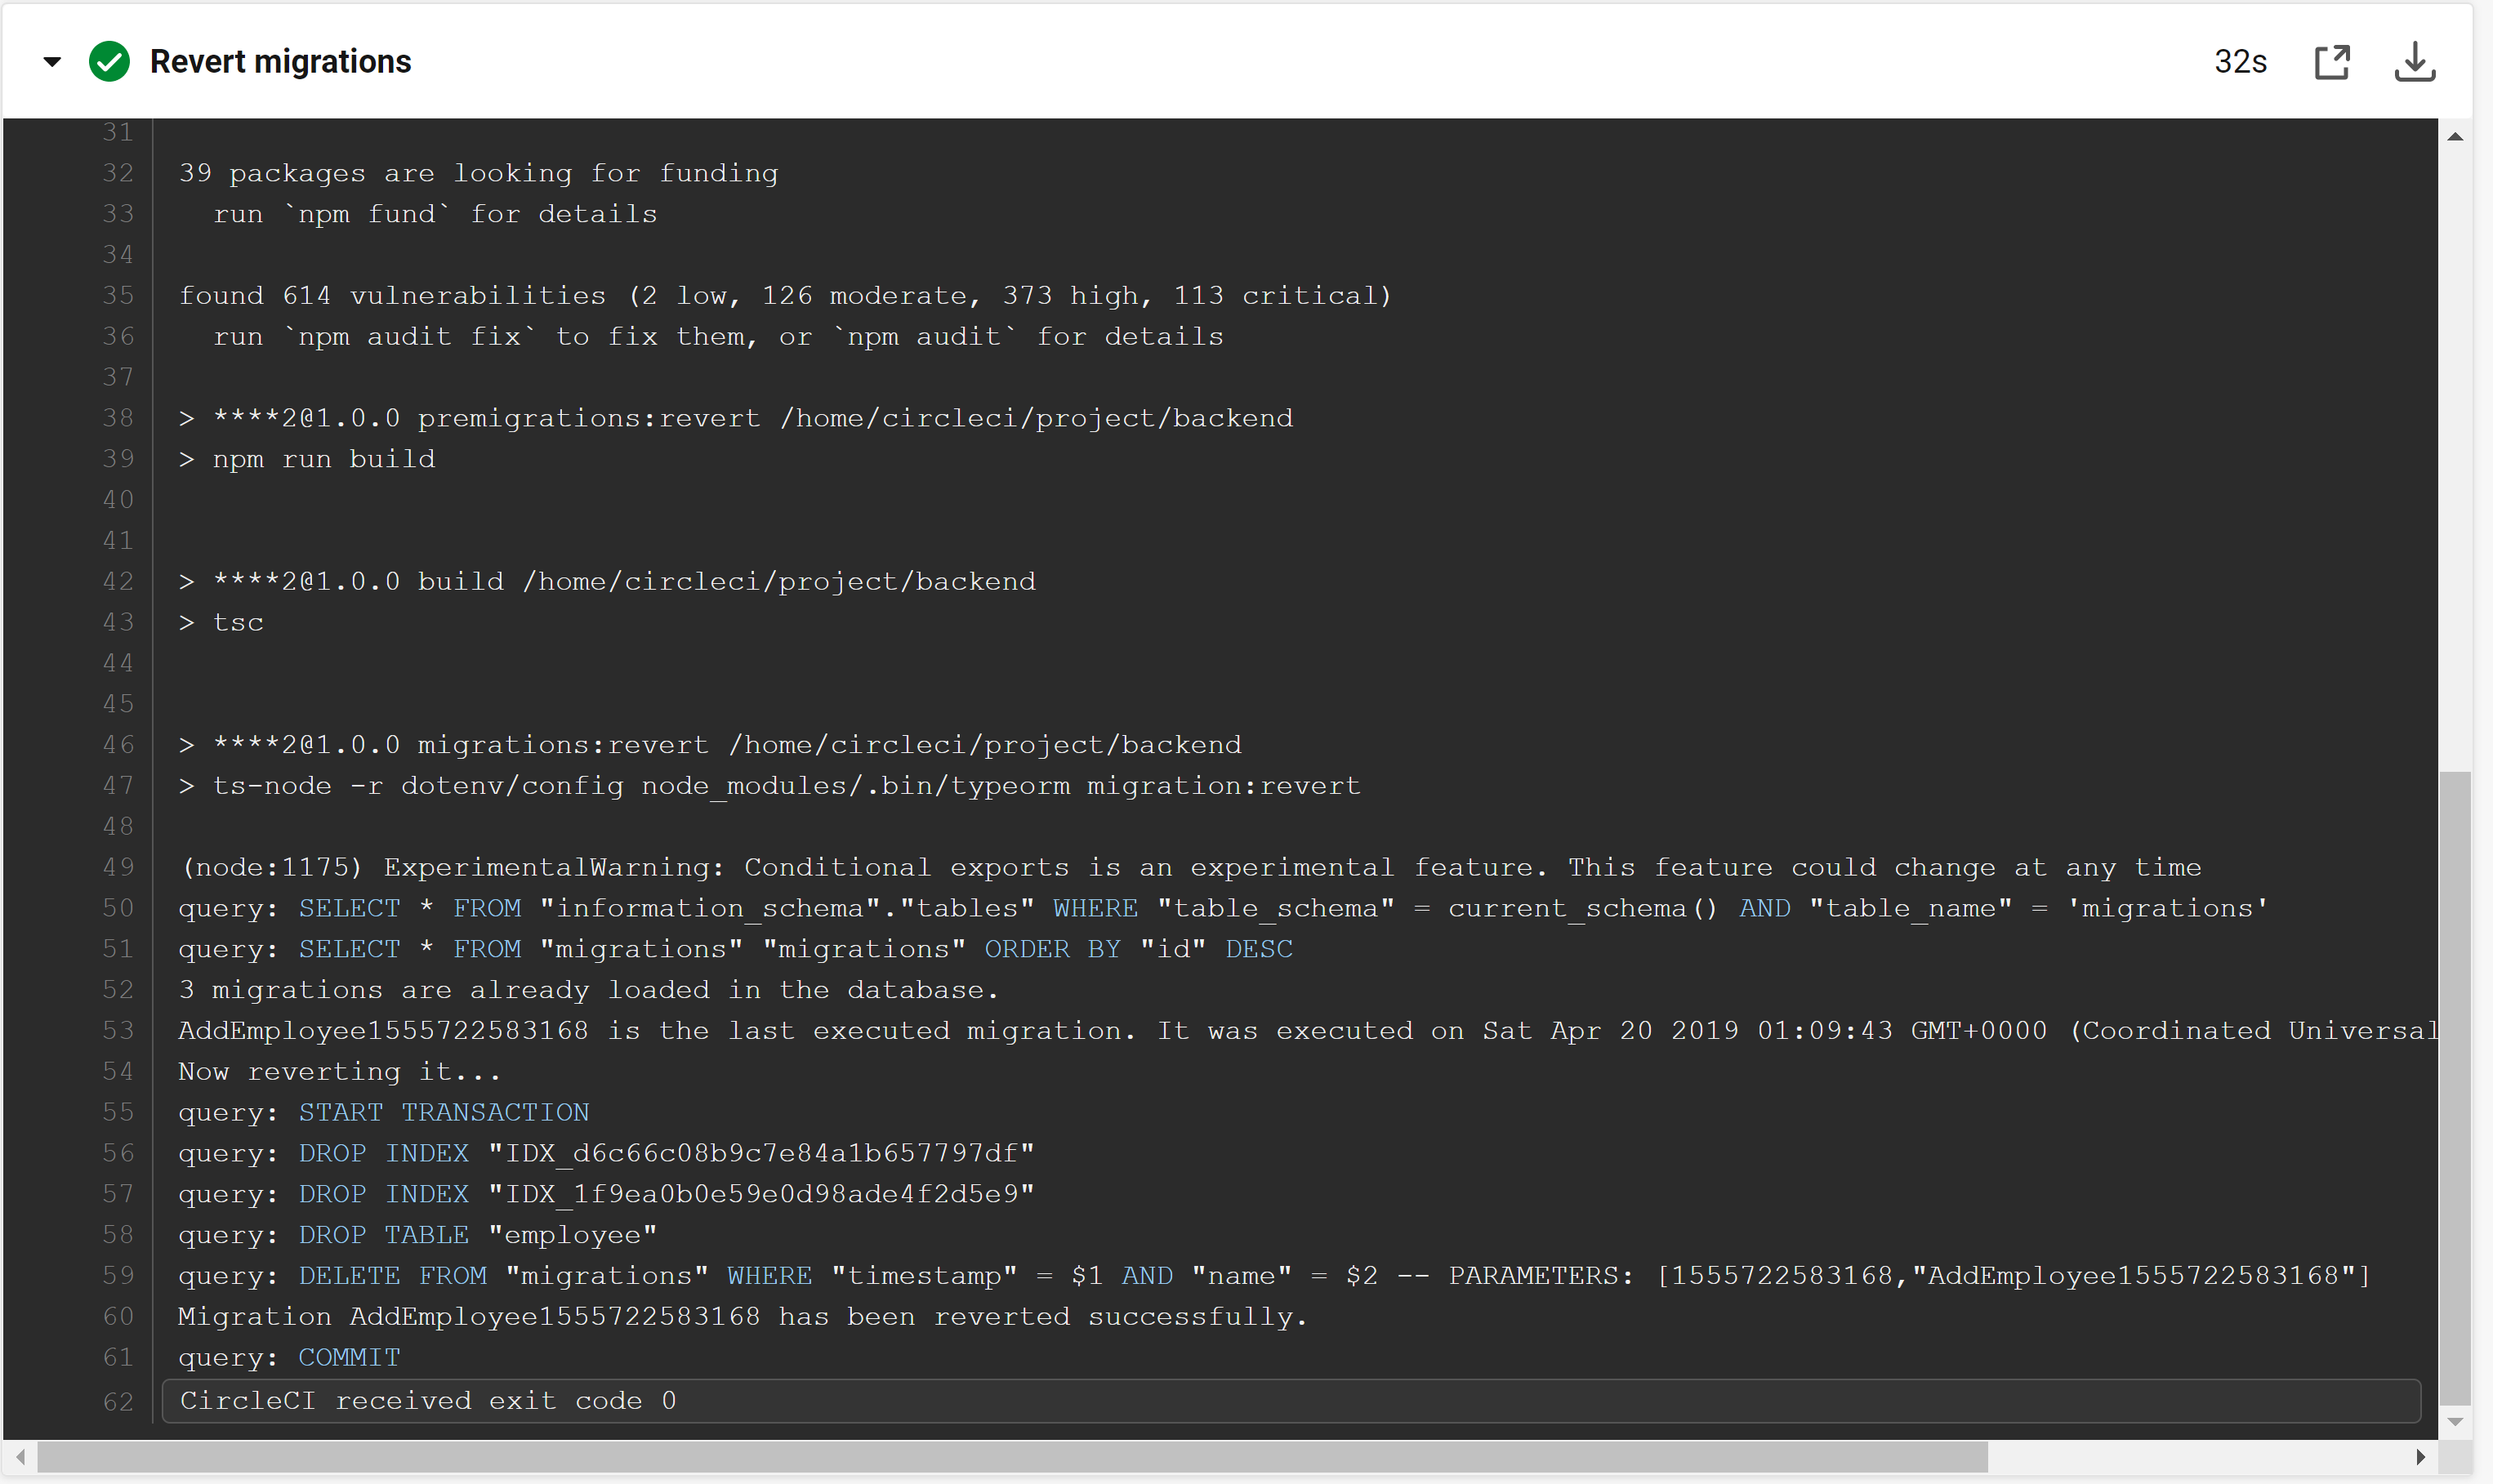 Revert migrations
32s
31
32 39 packages are looking for funding
33   run `npm fund` for details
34
35 found 614 vulnerabilities (2 low, 126 moderate, 373 high, 113 critical)
36   run `npm audit fix` to fix them, or `npm audit` for details
37
38 > ****2@1.0.0 premigrations:revert /home/circleci/project/backend
39 > npm run build
40
41
42 > ****2@1.0.0 build /home/circleci/project/backend
43 > tsc
44
45
46 > ****2@1.0.0 migrations:revert /home/circleci/project/backend
47 > ts-node -r dotenv/config node_modules/.bin/typeorm migration:revert
48
49 (node:1175) ExperimentalWarning: Conditional exports is an experimental feature. This feature could change at any time
50 query: SELECT * FROM "information_schema"."tables" WHERE "table_schema" = current_schema() AND "table_name" = 'migrations'
51 query: SELECT * FROM "migrations" "migrations" ORDER BY "id" DESC
52 3 migrations are already loaded in the database.
53 AddEmployee1555722583168 is the last executed migration. It was executed on Sat Apr 20 2019 01:09:43 GMT+0000 (Coordinated Universal
54 Now reverting it...
55 query: START TRANSACTION
56 query: DROP INDEX "IDX_d6c66c08b9c7e84a1b657797df"
57 query: DROP INDEX "IDX_1f9ea0b0e59e0d98ade4f2d5e9"
58 query: DROP TABLE "employee"
59 query: DELETE FROM "migrations" WHERE "timestamp" = $1 AND "name" = $2 -- PARAMETERS: [1555722583168,"AddEmployee1555722583168"]
60 Migration AddEmployee1555722583168 has been reverted successfully.
61 query: COMMIT
62 CircleCI received exit code 0